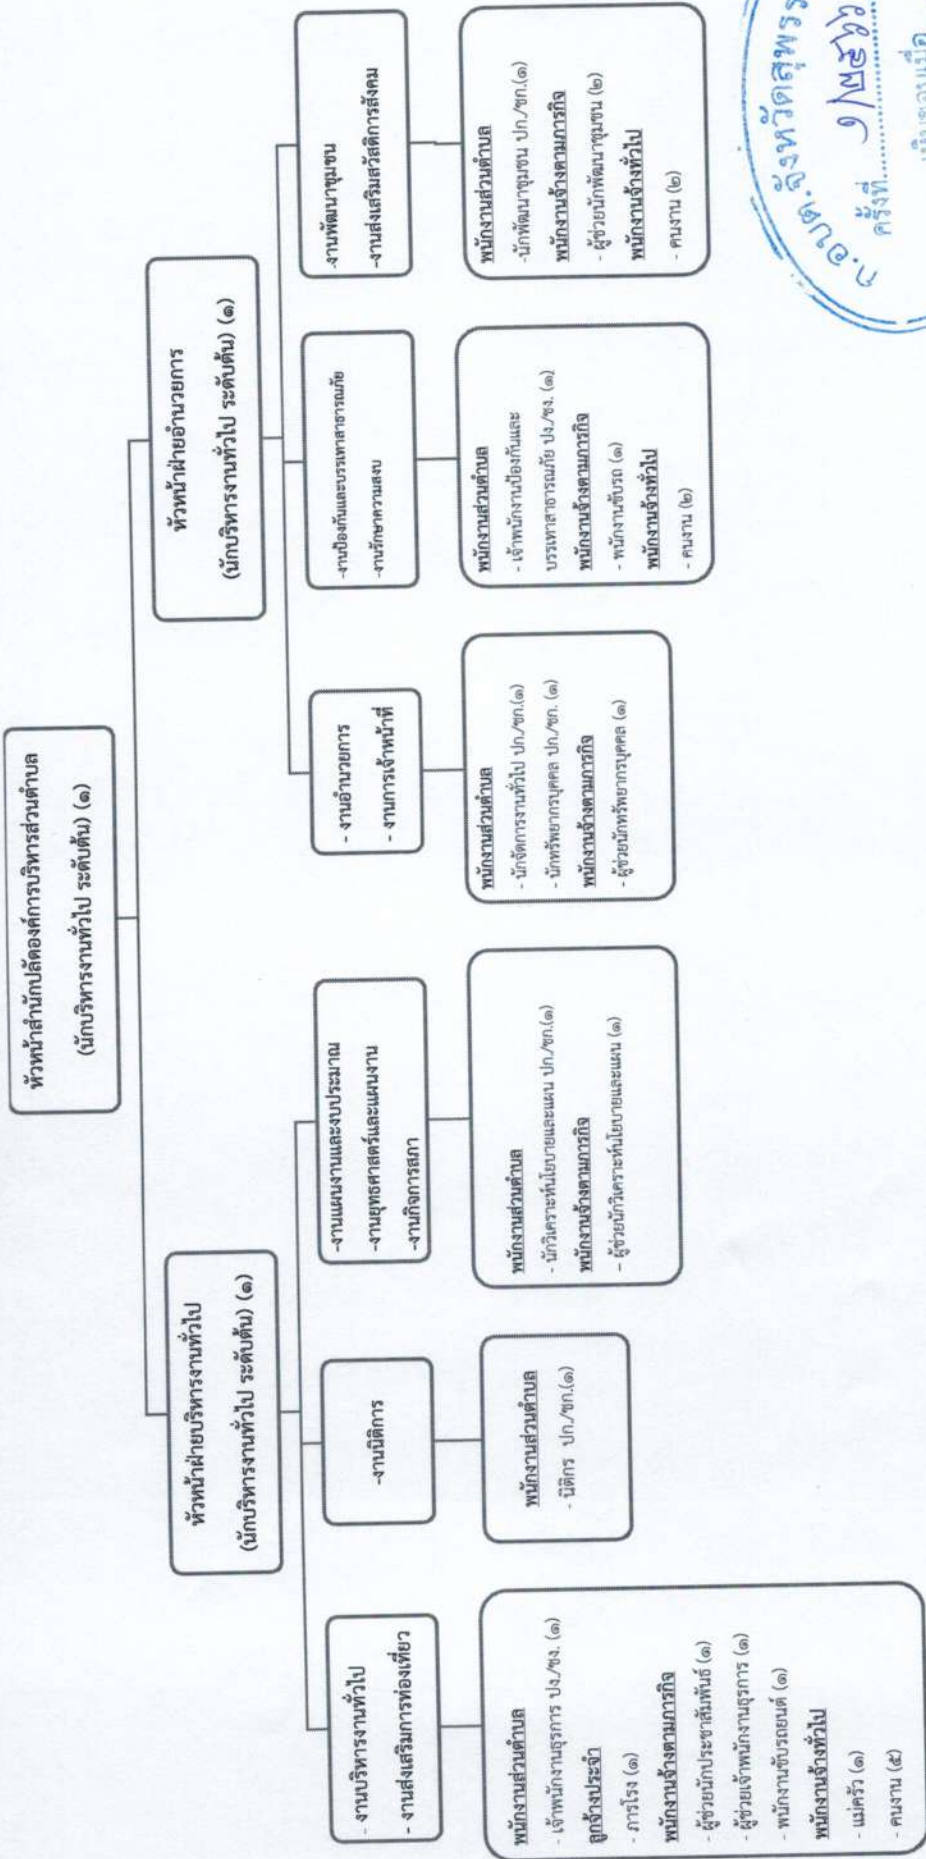 หัวหน้าสำนักปลัดองค์การบริหารส่วนตำบล
(นักบริหารงานทั่วไป ระดับต้น) (๑)
หัวหน้าฝ่ายบริหารงานทั่วไป
(นักบริหารงานทั่วไป ระดับต้น) (๑)
หัวหน้าฝ่ายอำนวยการ
(นักบริหารงานทั่วไป ระดับต้น) (๑)
- งานบริหารงานทั่วไป
- งานส่งเสริมการท่องเที่ยว
-งานนิติการ
-งานแผนงานและงบประมาณ
-งานยุทธศาสตร์และแผนงาน
-งานกิจการสภา
- งานอำนวยการ
- งานการเจ้าหน้าที่
-งานป้องกันและบรรเทาสาธารณภัย
-งานรักษาความสงบ
-งานพัฒนาชุมชน
-งานส่งเสริมสวัสดิการสังคม
พนักงานส่วนตำบล
- เจ้าพนักงานธุรการ ปง./ชง. (๑)
ลูกจ้างประจำ
- ภารโรง (๑)
พนักงานจ้างตามภารกิจ
- ผู้ช่วยนักประชาสัมพันธ์ (๑)
- ผู้ช่วยเจ้าพนักงานธุรการ (๑)
- พนักงานขับรถยนต์ (๑)
พนักงานจ้างทั่วไป
- แม่ครัว (๑)
- คนงาน (๕)
พนักงานส่วนตำบล
- นิติกร ปก./ชก.(๑)
พนักงานส่วนตำบล
- นักวิเคราะห์นโยบายและแผน ปก./ชก.(๑)
พนักงานจ้างตามภารกิจ
– ผู้ช่วยนักวิเคราะห์นโยบายและแผน (๑)
พนักงานส่วนตำบล
- นักจัดการงานทั่วไป ปก./ชก.(๑)
- นักทรัพยากรบุคคล ปก./ชก. (๑)
พนักงานจ้างตามภารกิจ
- ผู้ช่วยนักทรัพยากรบุคคล (๑)
พนักงานส่วนตำบล
- เจ้าพนักงานป้องกันและ
บรรเทาสาธารณภัย ปง./ชง. (๑)
พนักงานจ้างตามภารกิจ
- พนักงานขับรถ (๑)
พนักงานจ้างทั่วไป
- คนงาน (๒)
พนักงานส่วนตำบล
-นักพัฒนาชุมชน ปก./ชก.(๑)
พนักงานจ้างตามภารกิจ
- ผู้ช่วยนักพัฒนาชุมชน (๒)
พนักงานจ้างทั่วไป
- คนงาน (๒)
ก.อบต.จังหวัดสุพรร
ครั้งที่